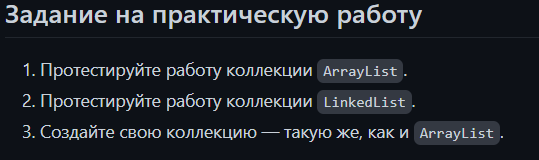 Задание на практическую работу
1. Протестируйте работу коллекции ArrayList.
2. Протестируйте работу коллекции LinkedList.
3. Создайте свою коллекцию — такую же, как и ArrayList.